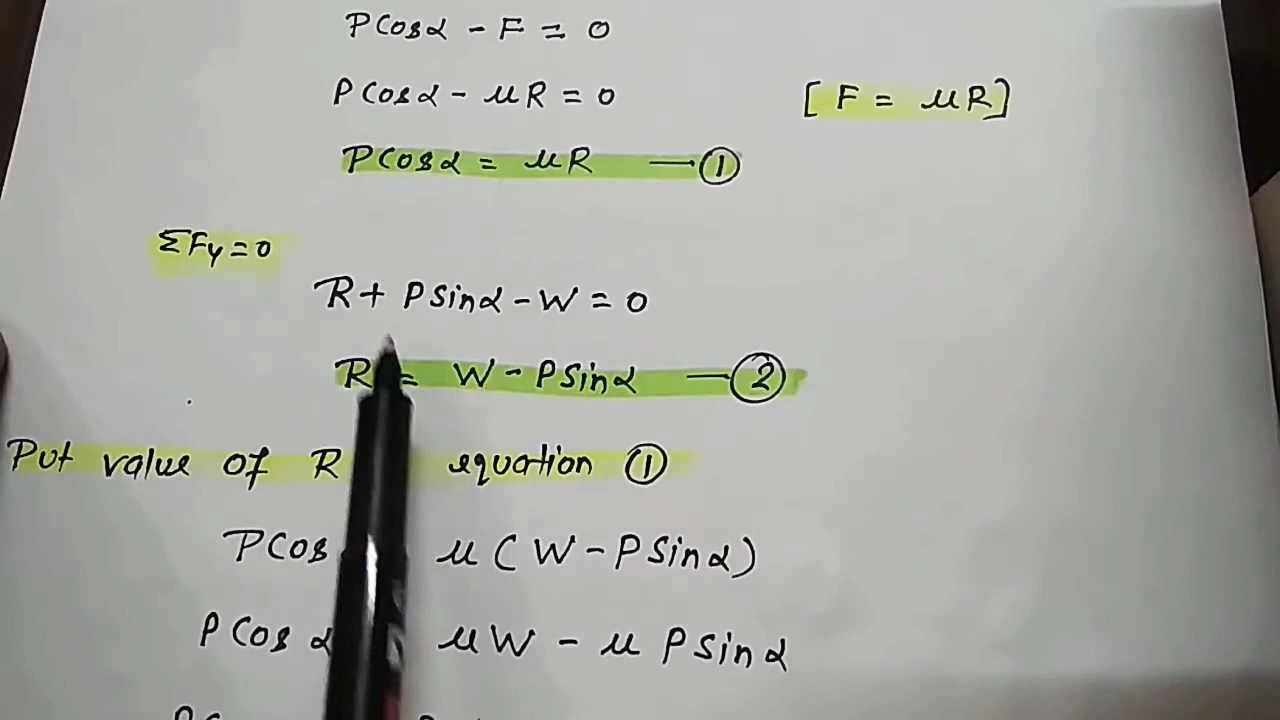 PCosα - F = 0
PCosα - μR = 0 [F = μR]
PCosα = μR —①
ΣFy = 0
R + PSinα - W = 0
R = W - PSinα —②
Put value of R equation ①
PCos μ(W - PSinα)
PCosα μW - μPSinα